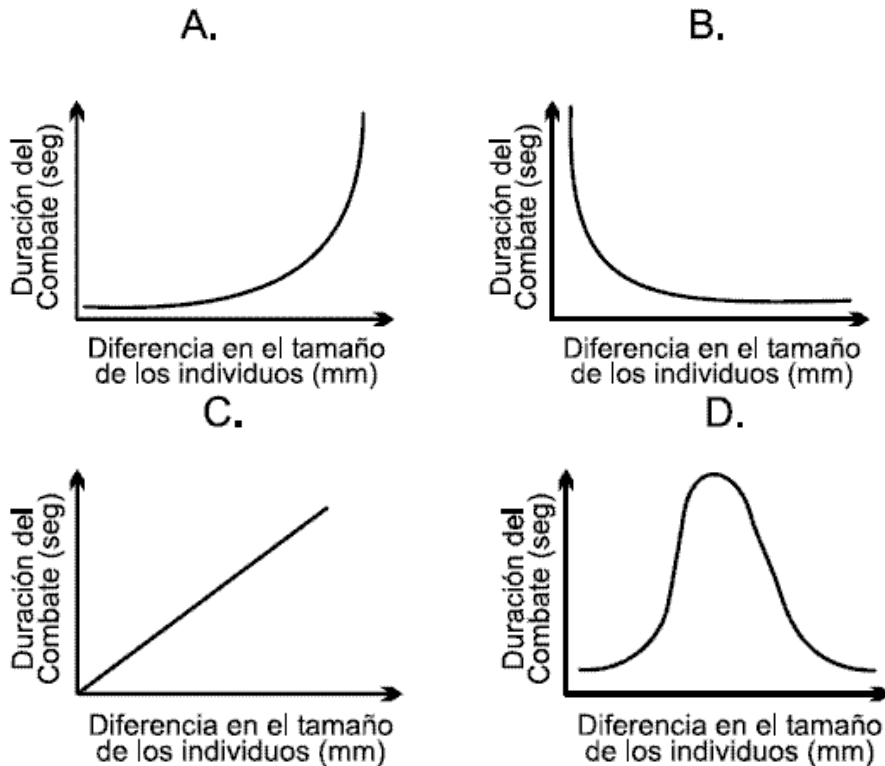 A.
Duración del
Combate (seg)
Diferencia en el tamaño
de los individuos (mm)
B.
Duración del
Combate (seg)
Diferencia en el tamaño
de los individuos (mm)
C.
Duración del
Combate (seg)
Diferencia en el tamaño
de los individuos (mm)
D.
Duración del
Combate (seg)
Diferencia en el tamaño
de los individuos (mm)